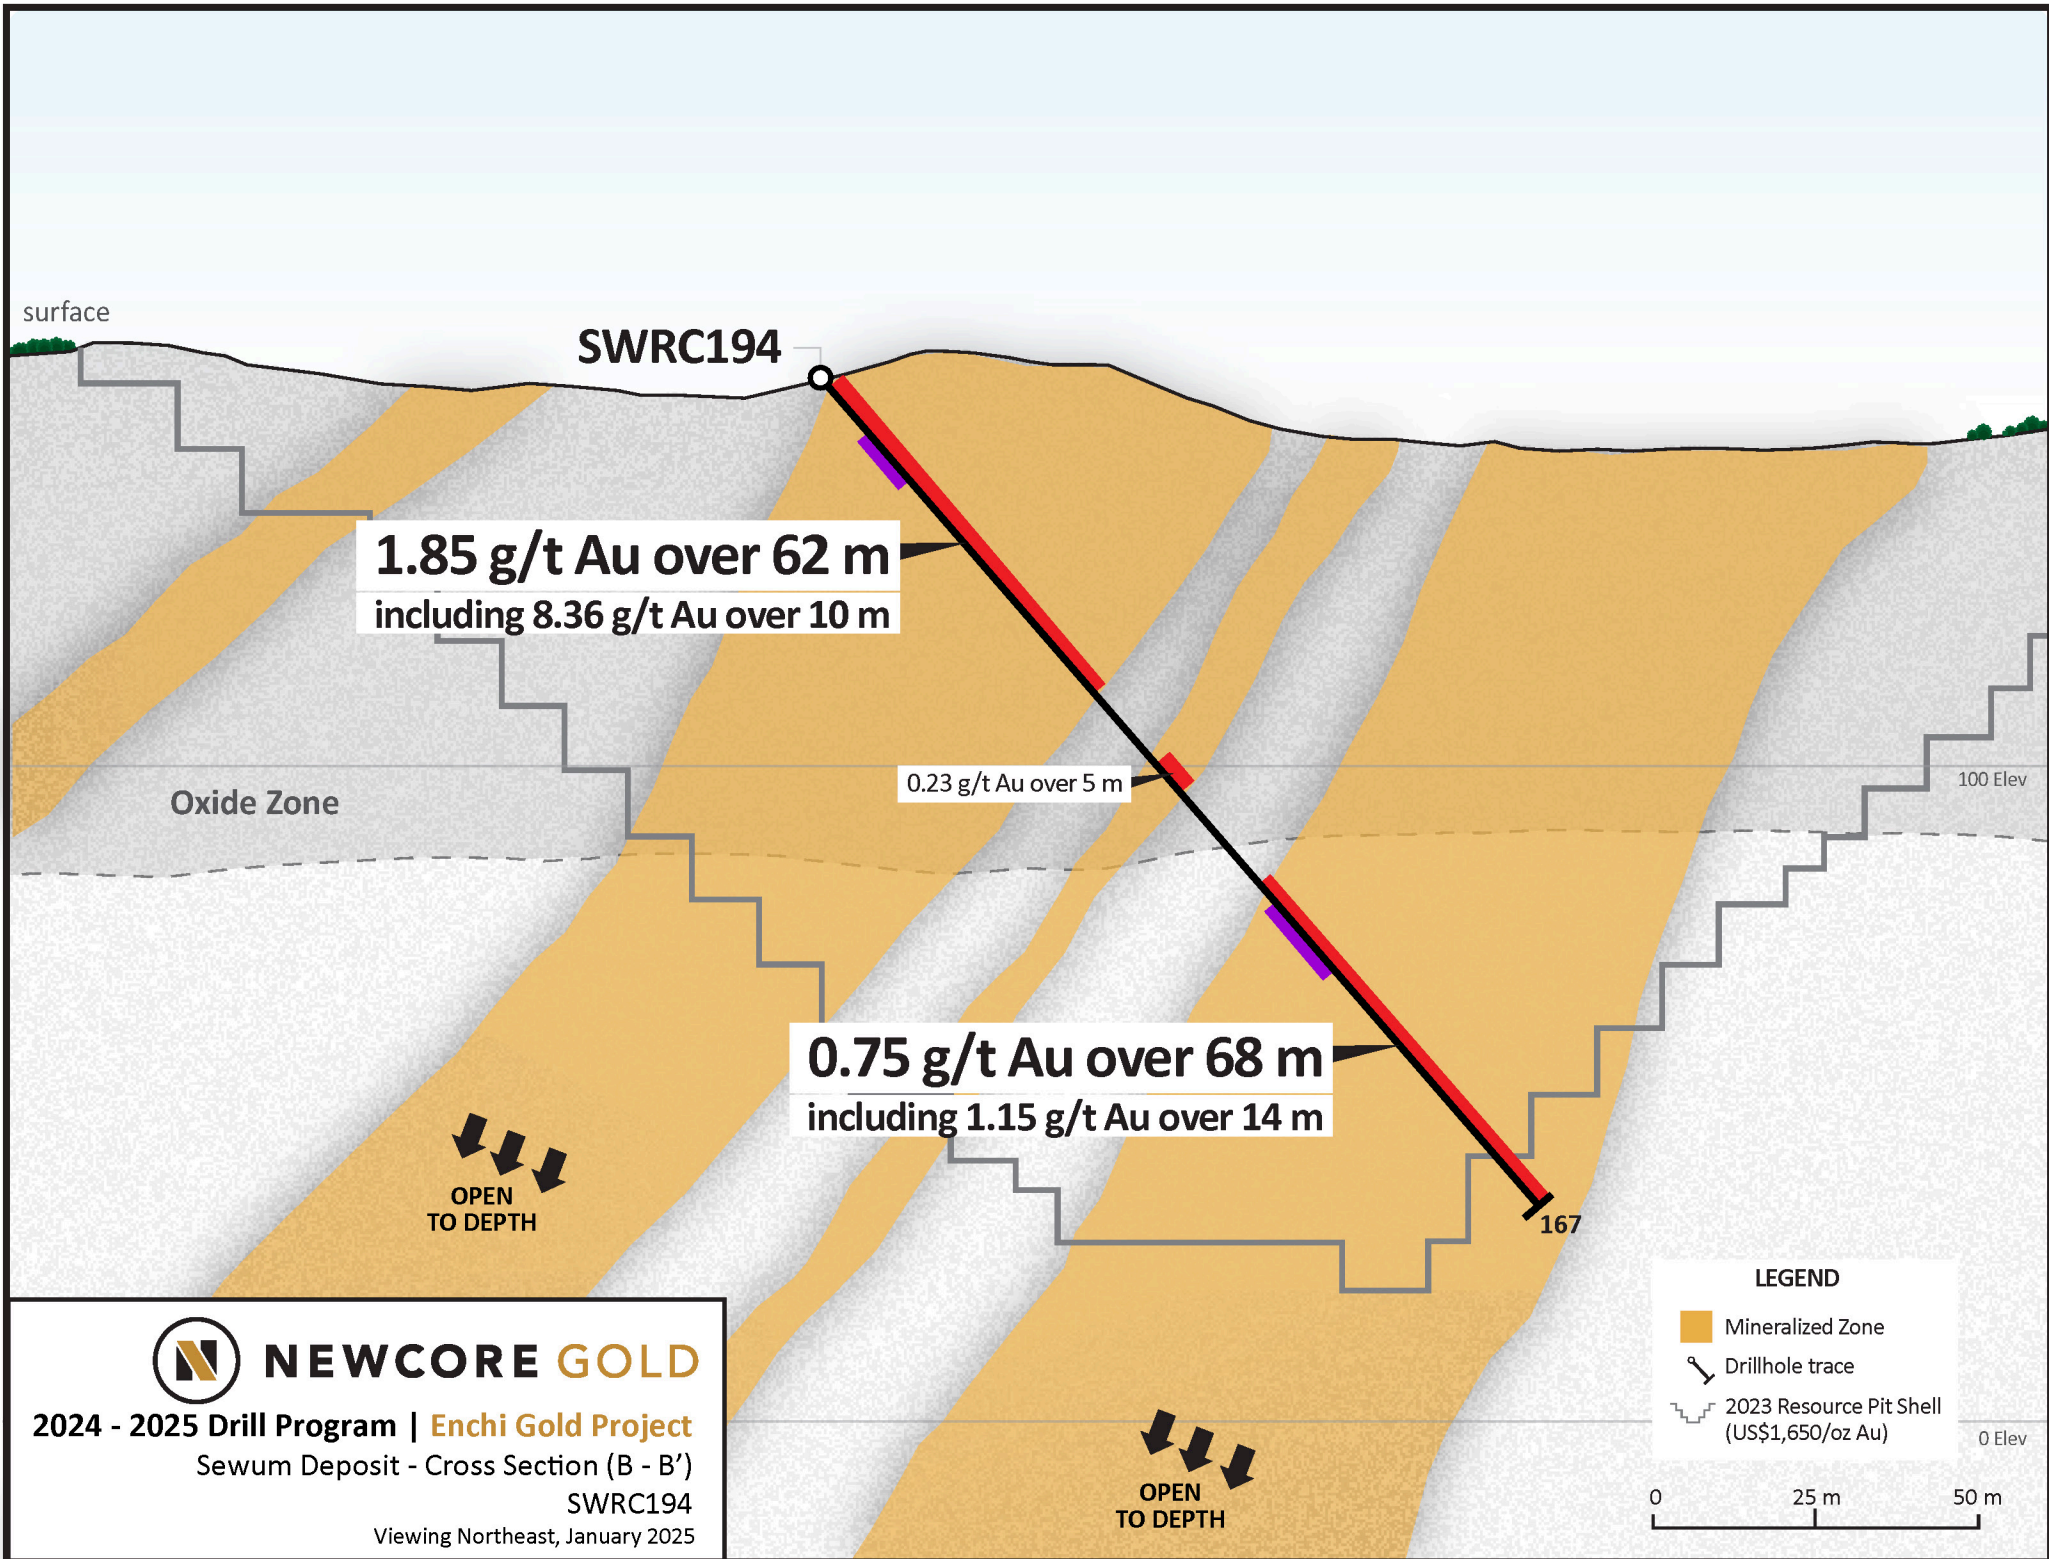 surface
SWRC194
1.85 g/t Au over 62 m
including 8.36 g/t Au over 10 m
0.23 g/t Au over 5 m
100 Elev
Oxide Zone
0.75 g/t Au over 68 m
including 1.15 g/t Au over 14 m
OPEN
TO DEPTH
167
LEGEND
Mineralized Zone
Drillhole trace
2023 Resource Pit Shell
(US$1,650/oz Au)
0 Elev
0 25 m 50 m
OPEN
TO DEPTH
NEWCORE GOLD
2024 - 2025 Drill Program | Enchi Gold Project
Sewum Deposit - Cross Section (B - B’)
SWRC194
Viewing Northeast, January 2025